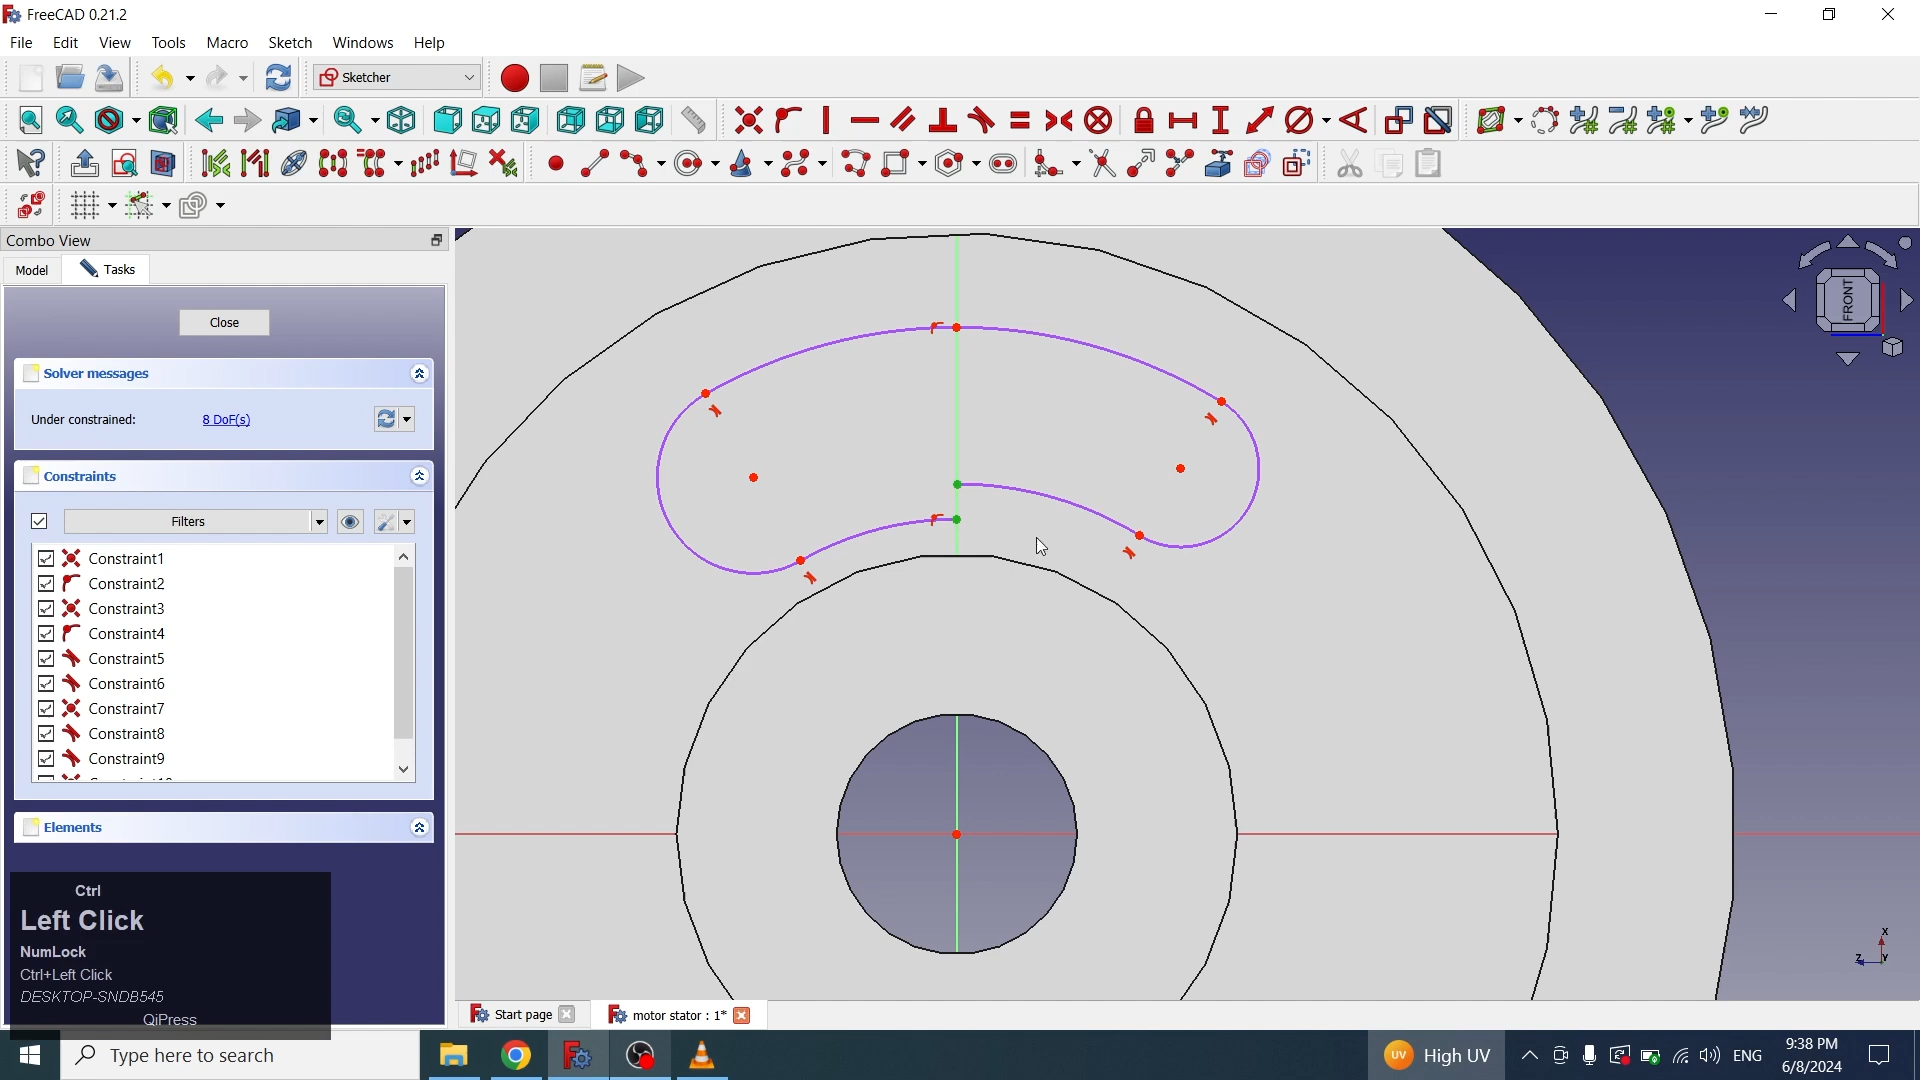 FreeCAD 0.21.2
File Edit View Tools Macro Sketch Windows Help
Sketcher
Combo View
Model Tasks
Close
Solver messages
Under constrained: 8 DoF(s)
Constraints
Filters
Constraint1
Constraint2
Constraint3
Constraint4
Constraint5
Constraint6
Constraint7
Constraint8
Constraint9
Elements
Ctrl
Left Click
NumLock
Ctrl+Left Click
DESKTOP-SNDB545
QiPress
FRONT
X
Z Y
Start page motor stator : 1*
Type here to search
UV High UV ENG
9:38 PM
6/8/2024